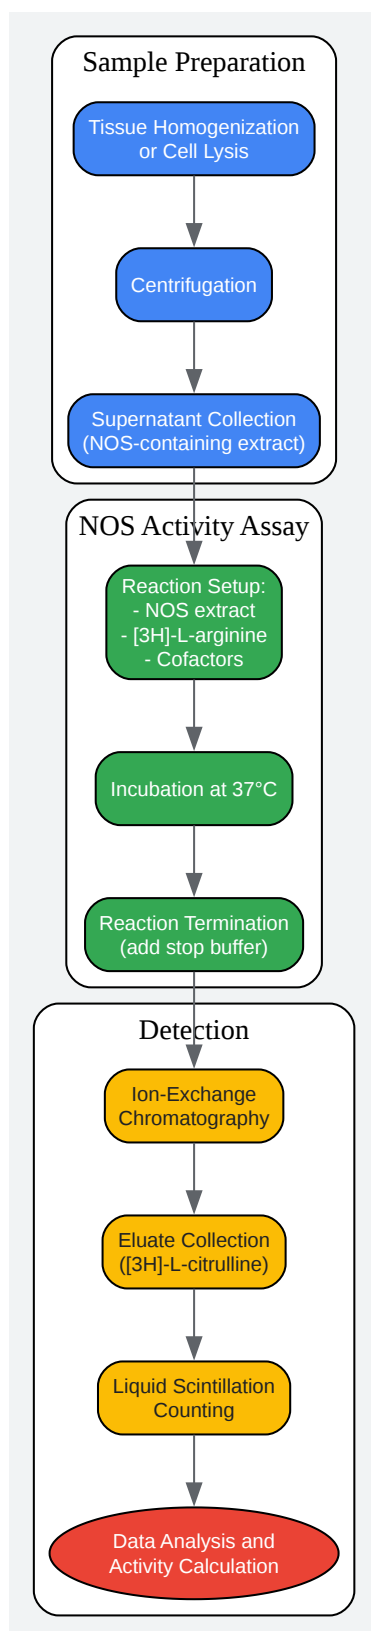 Sample Preparation
Tissue Homogenization
or Cell Lysis
Centrifugation
Supernatant Collection
(NOS-containing extract)
NOS Activity Assay
Reaction Setup:
- NOS extract
- [3H]-L-arginine
- Cofactors
Incubation at 37°C
Reaction Termination
(add stop buffer)
Detection
Ion-Exchange
Chromatography
Eluate Collection
([3H]-L-citrulline)
Liquid Scintillation
Counting
Data Analysis and
Activity Calculation